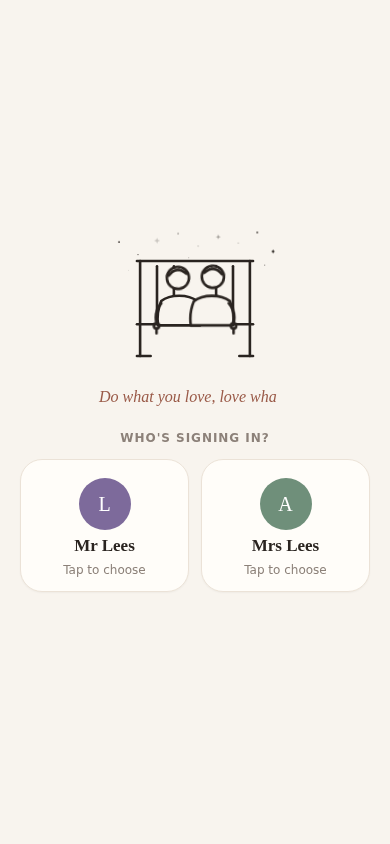 Do what you love, love wha
WHO'S SIGNING IN?
L
A
Mr Lees
Mrs Lees
Tap to choose
Tap to choose